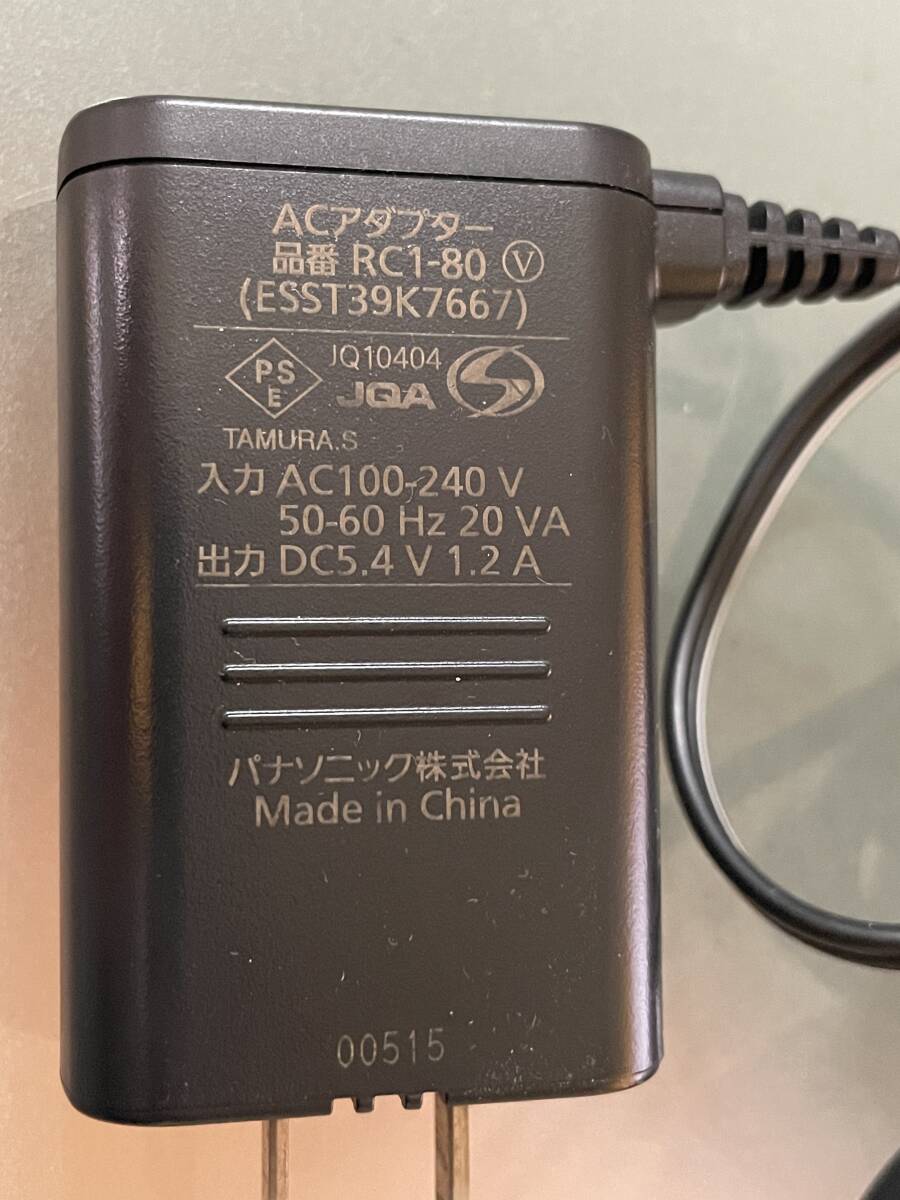 ACアダプター
品番 RC1-80 Ⓥ
(ESST39K7667)
PS
E
JQ10404
JQA
TAMURA.S
入力 AC100-240 V
50-60 Hz 20 VA
出力 DC5.4 V 1.2 A
パナソニック株式会社
Made in China
00515